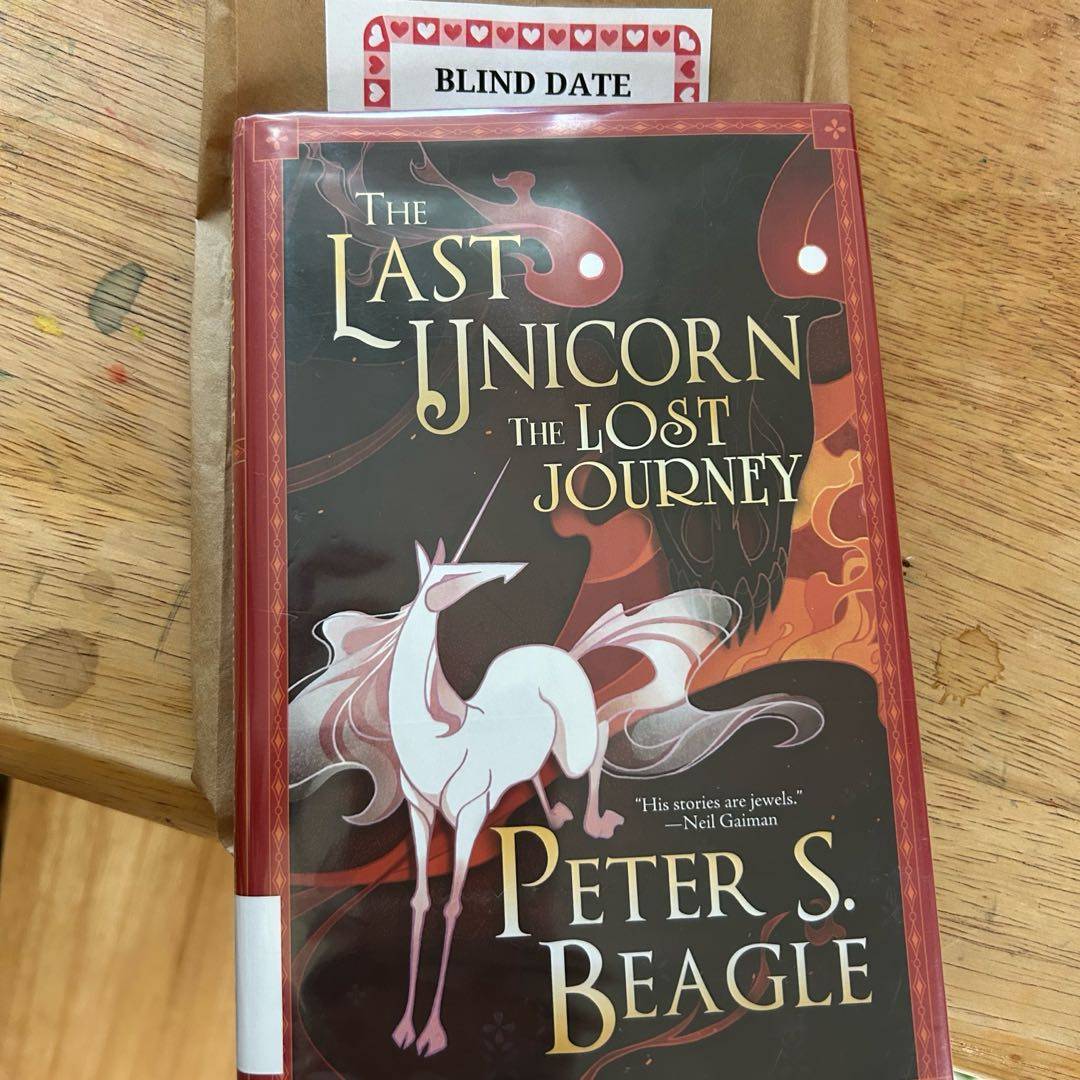 BLIND DATE
THE
LAST
UNICORN
THE LOST
JOURNEY
“His stories are jewels.”
—Neil Gaiman
PETER S.
BEAGLE